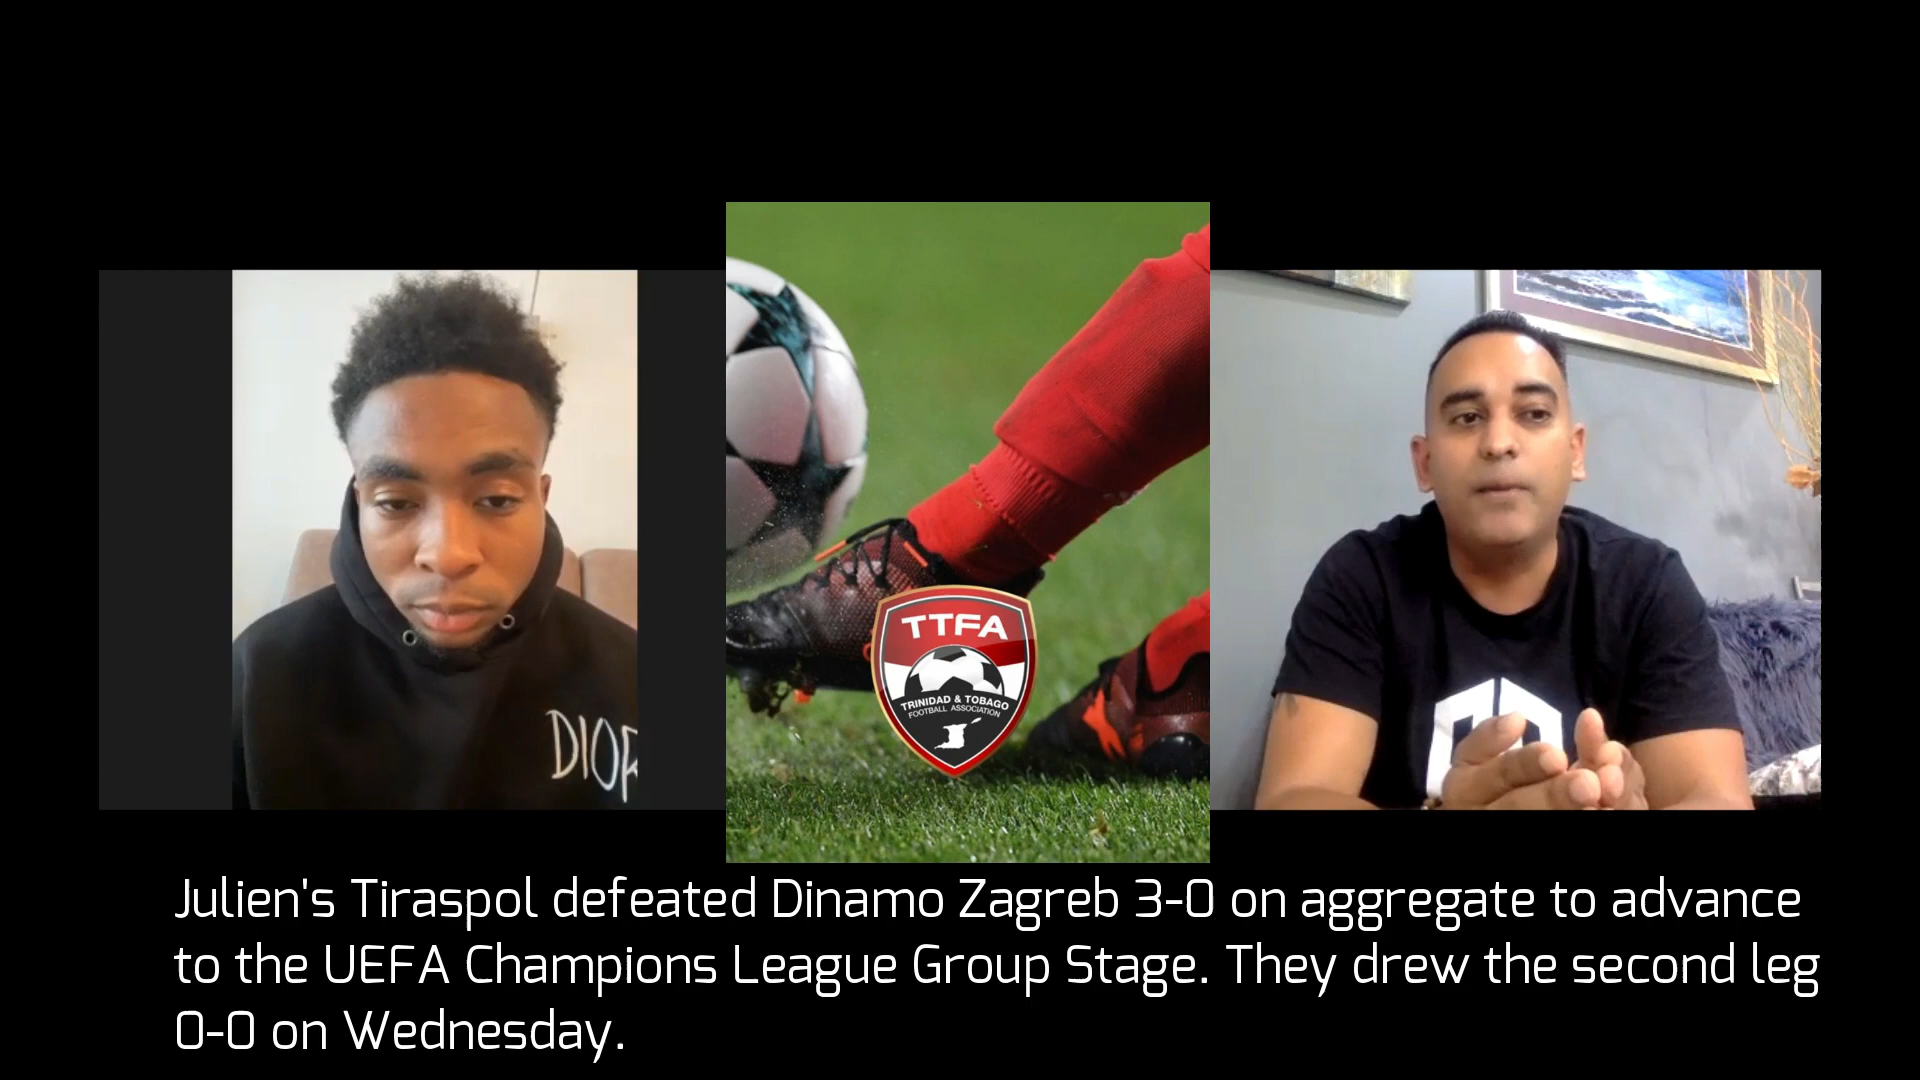 TTFA
TRINIDAD & TOBAGO
FOOTBALL ASSOCIATION
DIOR
Julien's Tiraspol defeated Dinamo Zagreb 3-0 on aggregate to advance
to the UEFA Champions League Group Stage. They drew the second leg
0-0 on Wednesday.